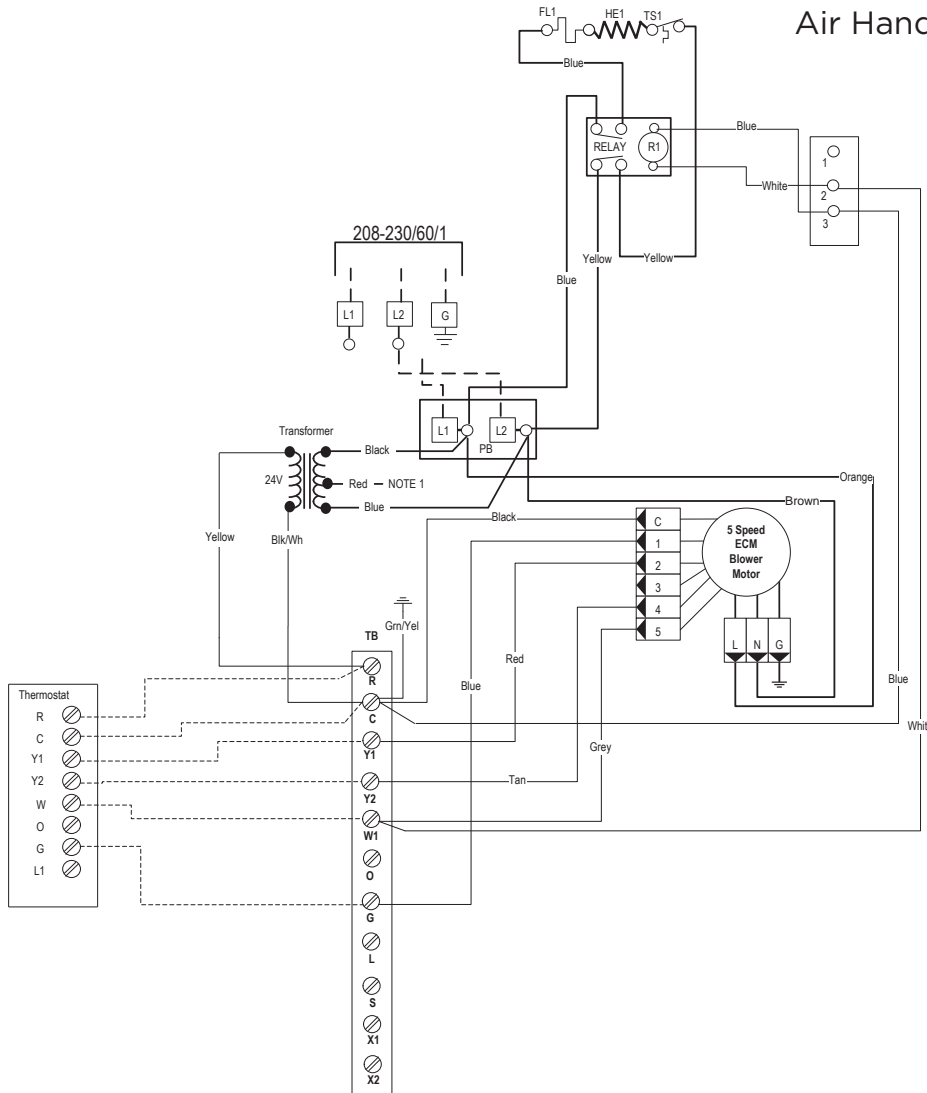 Air Hand
FL1
HE1
TS1
Blue
RELAY
R1
Blue
1
White
2
3
208-230/60/1
Yellow
Yellow
Blue
L1
L2
G
L1
L2
PB
Transformer
Black
24V
Red
NOTE 1
Blue
Orange
Brown
Yellow
Blk/Wh
Black
C
1
2
3
4
5
5 Speed
ECM
Blower
Motor
L
N
G
Grn/Yel
TB
R
C
Y1
Y2
W1
O
G
L
S
X1
X2
Red
Blue
Grey
Tan
Blue
Whit
Thermostat
R
C
Y1
Y2
W
O
G
L1